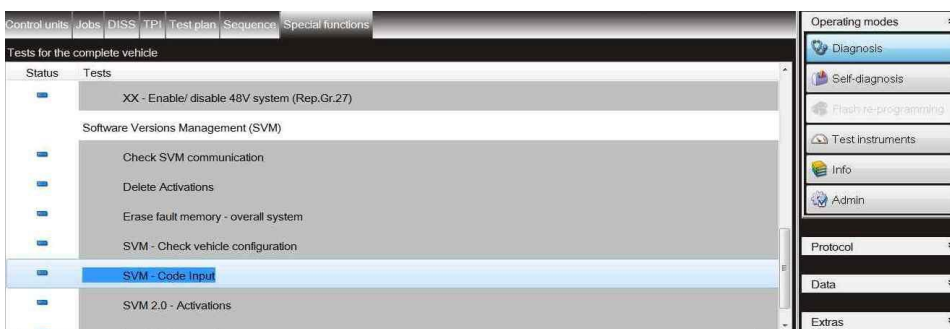 Control units Jobs DISS TPI Test plan Sequence Special functions
Tests for the complete vehicle
Status Tests
XX - Enable/ disable 48V system (Rep.Gr.27)
Software Versions Management (SVM)
Check SVM communication
Delete Activations
Erase fault memory - overall system
SVM - Check vehicle configuration
SVM - Code Input
SVM 2.0 - Activations
Operating modes
Diagnosis
Self-diagnosis
Flash re-programming
Test instruments
Info
Admin
Protocol
Data
Extras